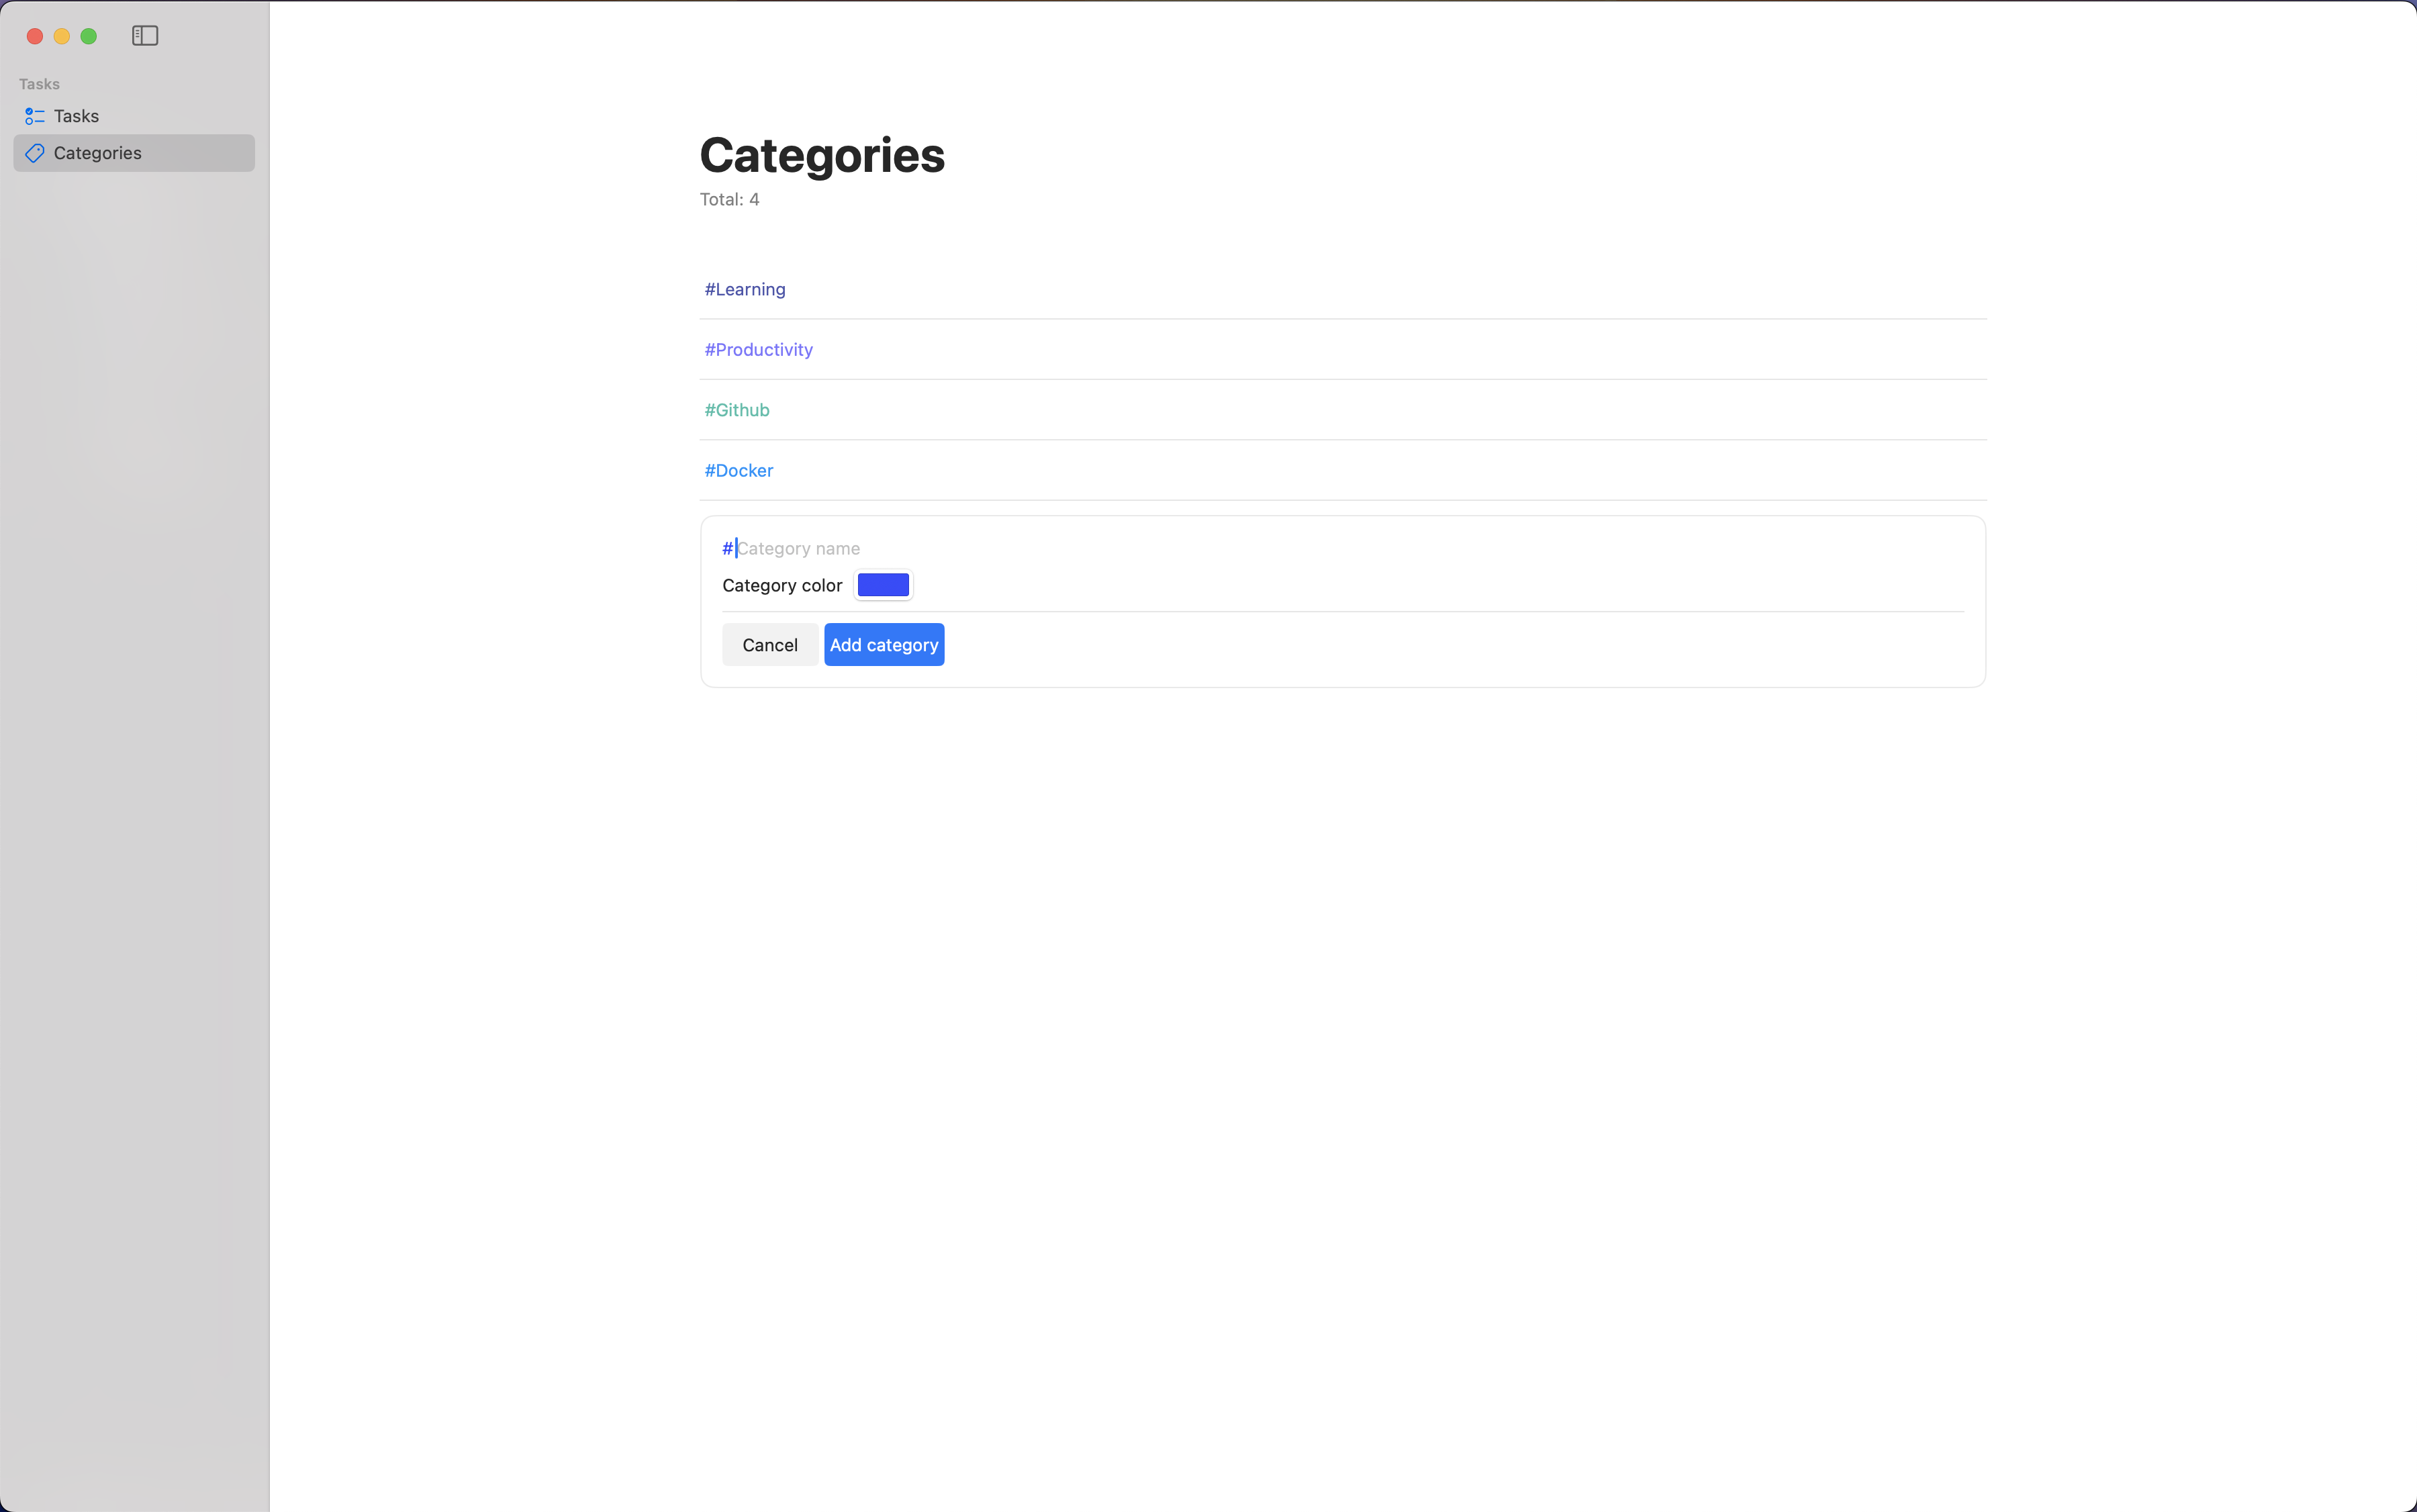 Tasks
Tasks
Categories
Categories
Total: 4
#Learning
#Productivity
#Github
#Docker
#Category name
Category color
Cancel
Add category